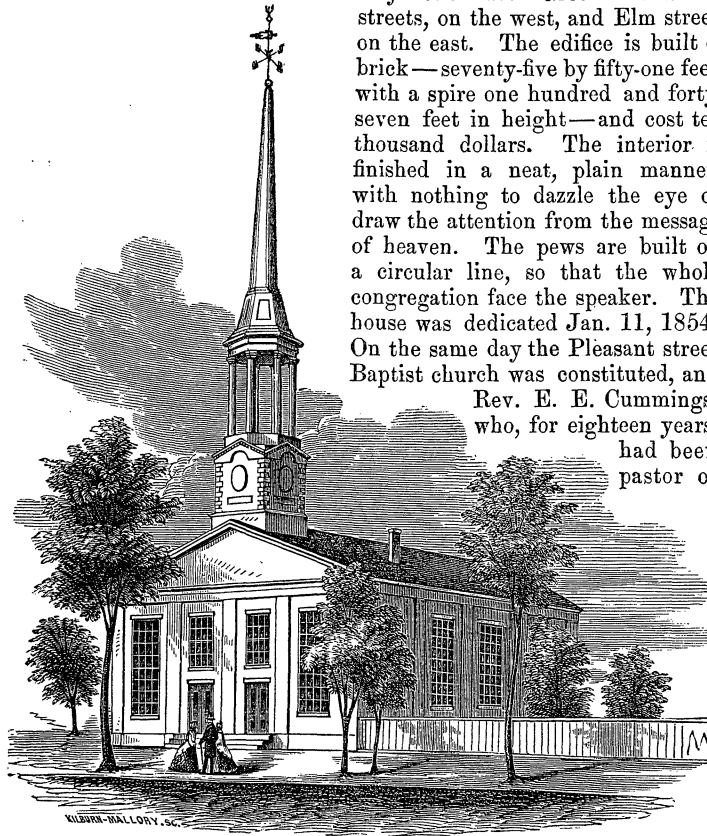 streets, on the west, and Elm stree
on the east. The edifice is built
brick—seventy-five by fifty-one fee
with a spire one hundred and forty
seven feet in height—and cost te
thousand dollars. The interior
finished in a neat, plain manner
with nothing to dazzle the eye o
draw the attention from the messag
of heaven. The pews are built o
a circular line, so that the whol
congregation face the speaker. Th
house was dedicated Jan. 11, 1854
On the same day the Pleasant stree
Baptist church was constituted, an
Rev. E. E. Cummings
who, for eighteen years
had bee
pastor o
KILBURN-MALLORY. SC.